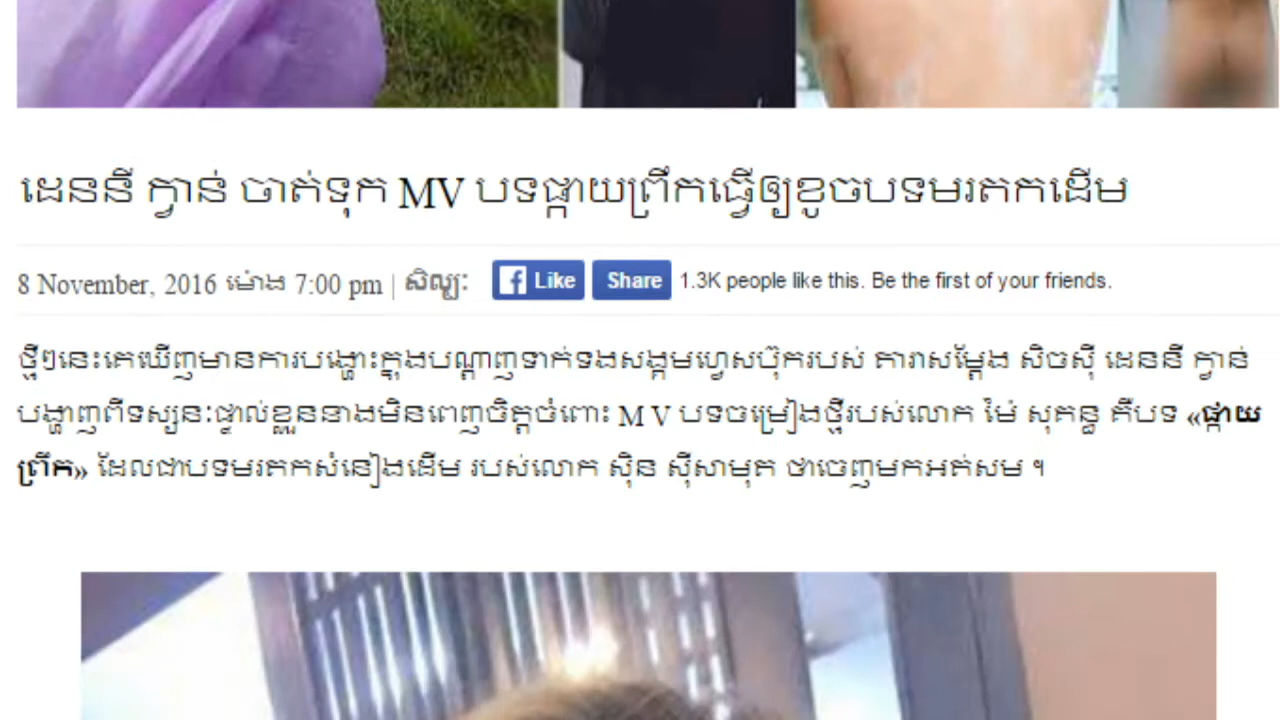 ដេននី ក្វាន់ ចាត់ទុក MV បទផ្កាយព្រឹកធ្វើឲ្យខូចបទមរតកដើម
8 November, 2016 ម៉ោង 7:00 pm | សិល្បៈ Like Share 1.3K people like this. Be the first of your friends.
ថ្មីៗនេះគេឃើញមានការបង្ហោះក្នុងបណ្តាញទាក់ទងសង្គមហ្វេសប៊ុករបស់ តារាសម្តែង សិចស៊ី ដេននី ក្វាន់
បង្ហាញពីទស្សនៈផ្ទាល់ខ្លួននាងមិនពេញចិត្តចំពោះ M V បទចម្រៀងថ្មីរបស់លោក ម៉ៃ សុគន្ធ គឺបទ «ផ្កាយ
ព្រឹក» ដែលជាបទមរតកសំនៀងដើម របស់លោក ស៊ិន ស៊ីសាមុត ថាចេញមកអត់សម ។